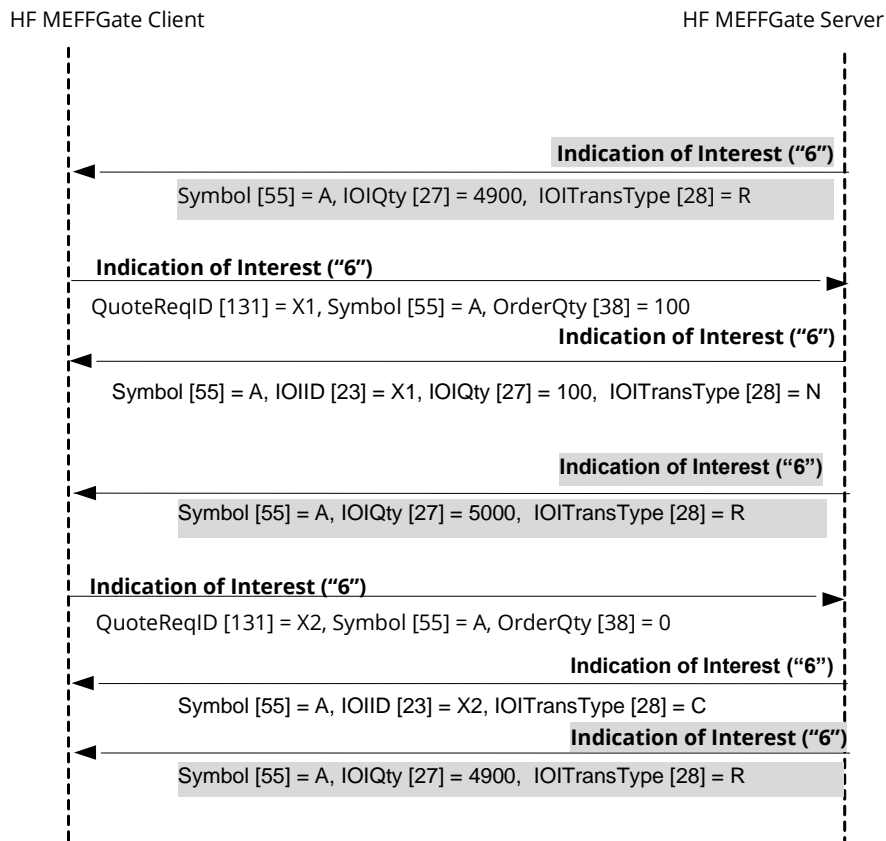 HF MEFFGate Client
HF MEFFGate Server
Indication of Interest (“6”)
Symbol [55] = A, IOIQty [27] = 4900, IOITransType [28] = R
Indication of Interest (“6”)
QuoteReqID [131] = X1, Symbol [55] = A, OrderQty [38] = 100
Indication of Interest (“6”)
Symbol [55] = A, IOIID [23] = X1, IOIQty [27] = 100, IOITransType [28] = N
Indication of Interest (“6”)
Symbol [55] = A, IOIQty [27] = 5000, IOITransType [28] = R
Indication of Interest (“6”)
QuoteReqID [131] = X2, Symbol [55] = A, OrderQty [38] = 0
Indication of Interest (“6”)
Symbol [55] = A, IOIID [23] = X2, IOITransType [28] = C
Indication of Interest (“6”)
Symbol [55] = A, IOIQty [27] = 4900, IOITransType [28] = R